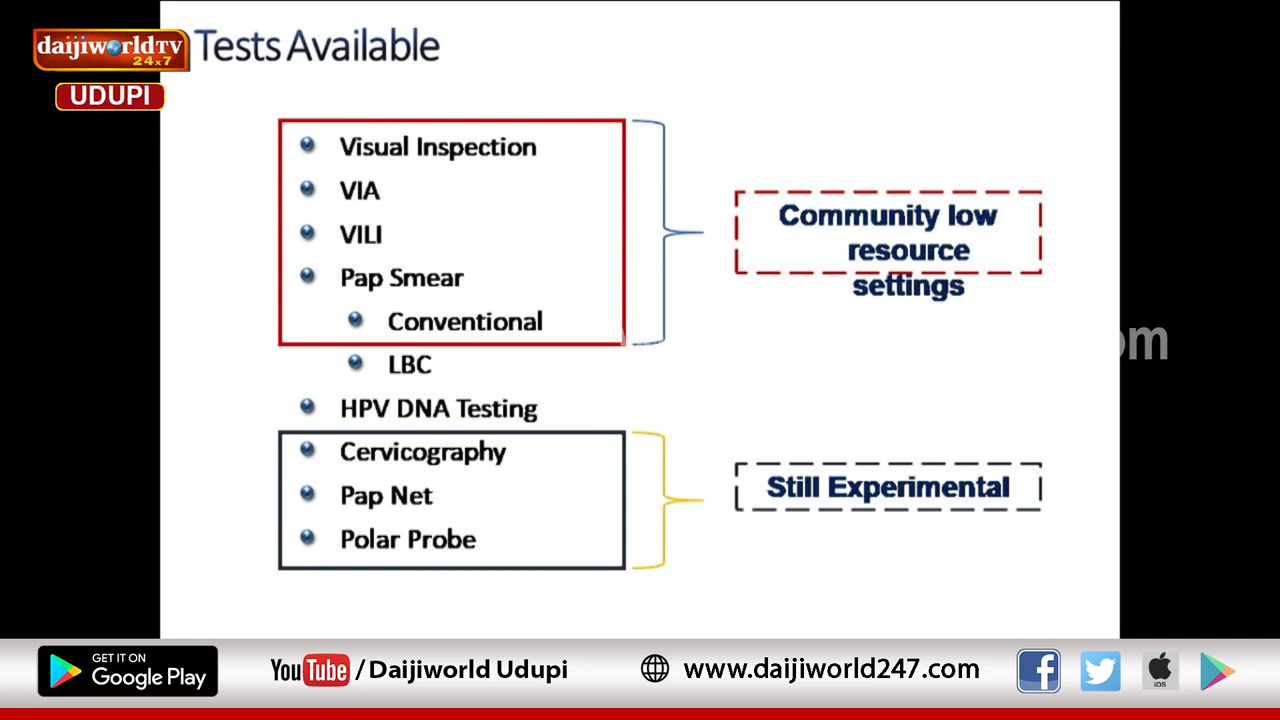 daijiworldTV
24x7
UDUPI
Tests Available
Visual Inspection
VIA
VILI
Pap Smear
Conventional
LBC
HPV DNA Testing
Cervicography
Pap Net
Polar Probe
Community low
resource
settings
Still Experimental
om
GET IT ON
Google Play
YouTube / Daijiworld Udupi
www.daijiworld247.com
iOS